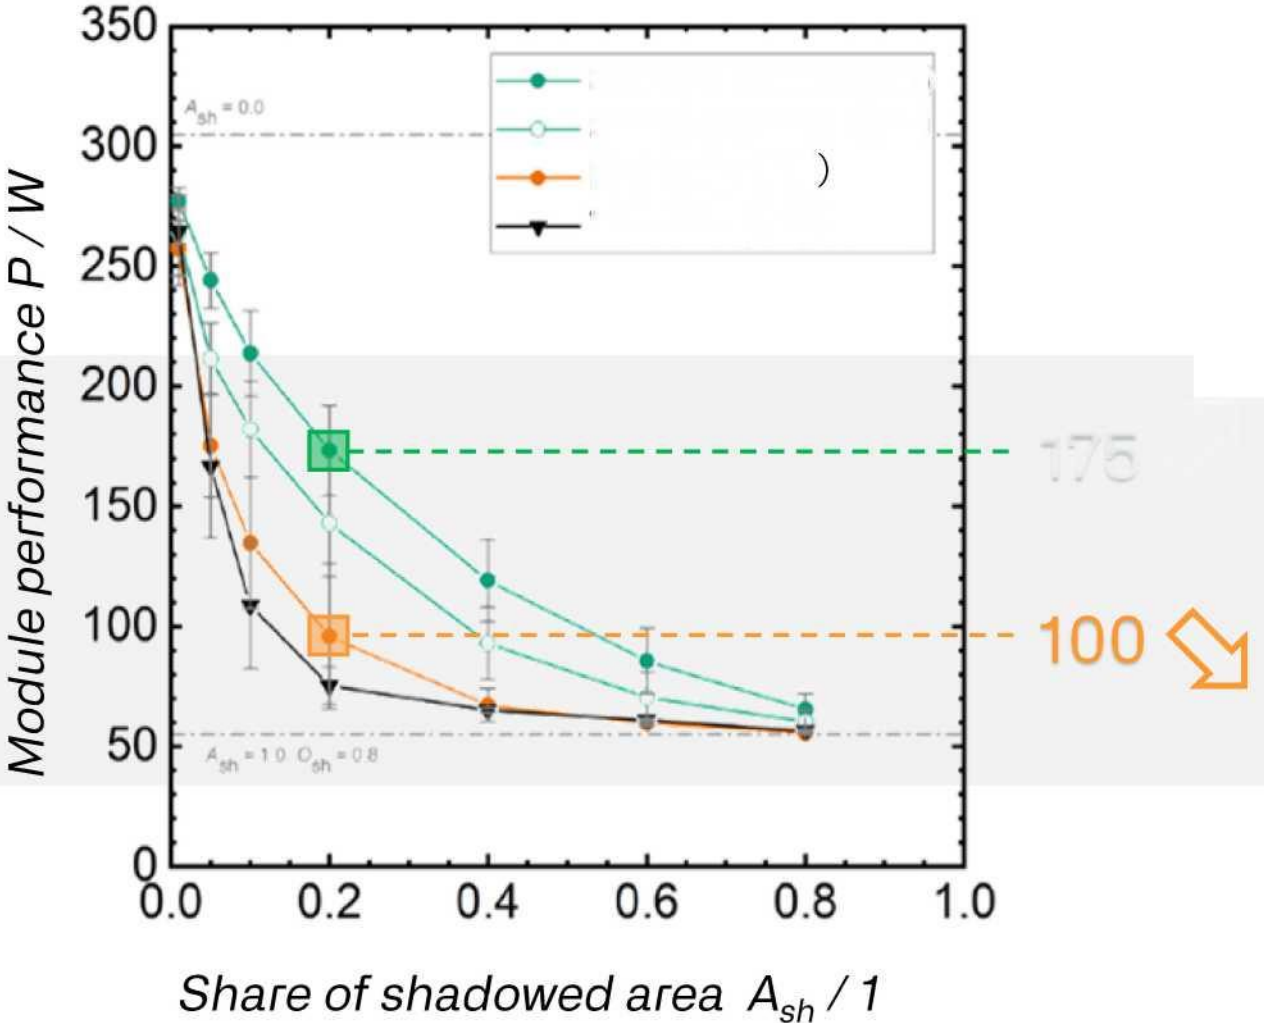 350
300
250
200
150
100
50
0
0.0 0.2 0.4 0.6 0.8 1.0
Module performance P / W
Share of shadowed area A_sh / 1
A_sh = 0.0
)
A_sh = 1.0 O_sh = 0.8
175
100